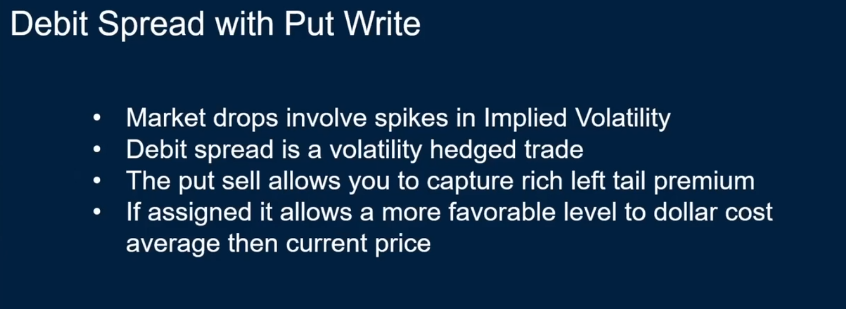 Debit Spread with Put Write
• Market drops involve spikes in Implied Volatility
• Debit spread is a volatility hedged trade
• The put sell allows you to capture rich left tail premium
• If assigned it allows a more favorable level to dollar cost
average then current price